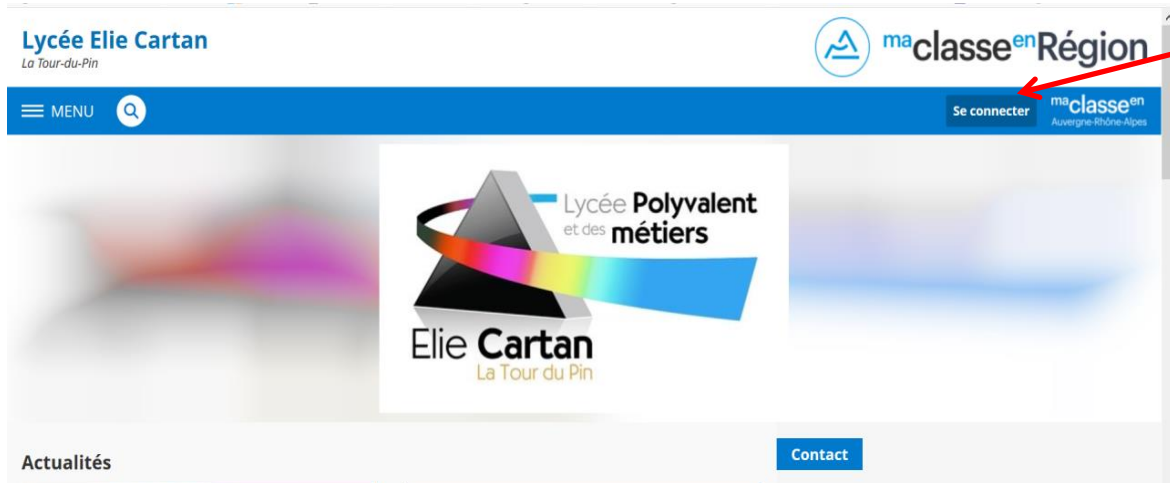 Lycée Elie Cartan
La Tour-du-Pin
maclasseenRégion
MENU
Se connecter
maclasseen
Auvergne-Rhône-Alpes
Lycée Polyvalent
et des métiers
Elie Cartan
La Tour du Pin
Actualités
Contact